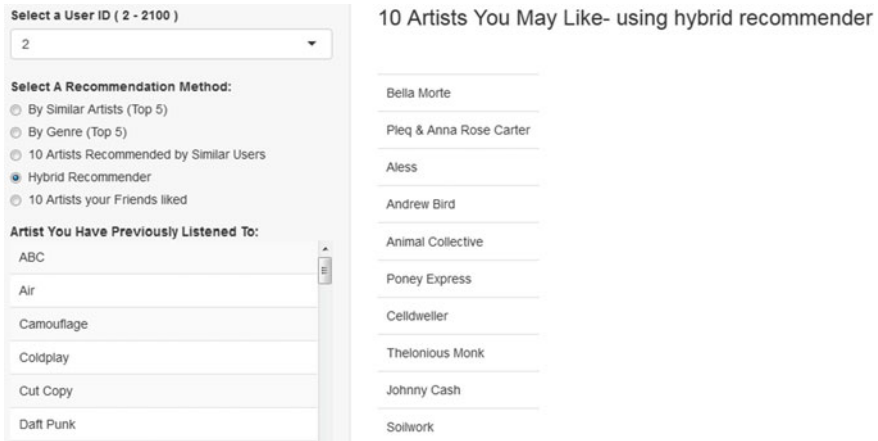 Select a User ID ( 2 - 2100 )
2
Select A Recommendation Method:
By Similar Artists (Top 5)
By Genre (Top 5)
10 Artists Recommended by Similar Users
Hybrid Recommender
10 Artists your Friends liked
Artist You Have Previously Listened To:
ABC
Air
Camouflage
Coldplay
Cut Copy
Daft Punk
10 Artists You May Like- using hybrid recommender
Bella Morte
Pleq & Anna Rose Carter
Aless
Andrew Bird
Animal Collective
Poney Express
Celldweller
Thelonious Monk
Johnny Cash
Soilwork